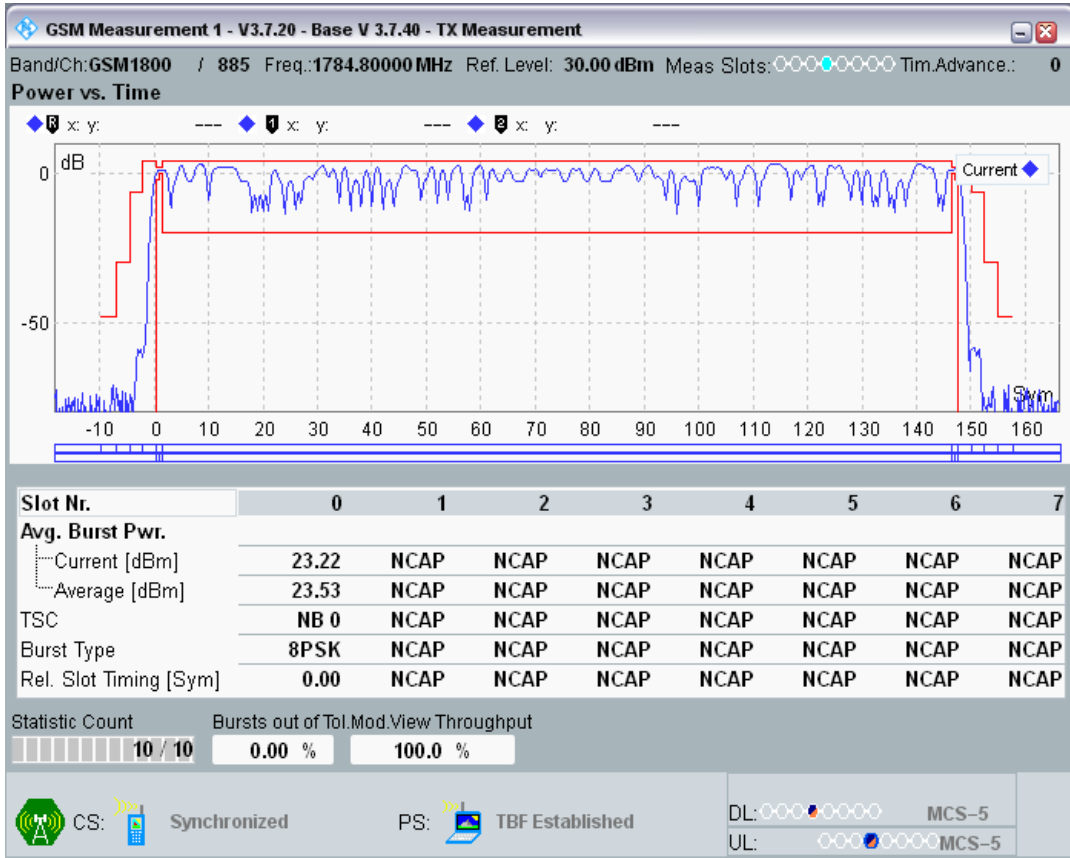 GSM Measurement 1 - V3.7.20 - Base V 3.7.40 - TX Measurement
Band/Ch:GSM1800 / 885 Freq.:1784.80000 MHz Ref. Level: 30.00 dBm Meas Slots: Tim.Advance.: 0
Power vs. Time
R x: y: --- 1 x: y: --- 2 x: y: ---
dB
Current
0
-50
Sym
-10 0 10 20 30 40 50 60 70 80 90 100 110 120 130 140 150 160
Slot Nr. 0 1 2 3 4 5 6 7
Avg. Burst Pwr.
Current [dBm] 23.22 NCAP NCAP NCAP NCAP NCAP NCAP NCAP
Average [dBm] 23.53 NCAP NCAP NCAP NCAP NCAP NCAP NCAP
TSC NB 0 NCAP NCAP NCAP NCAP NCAP NCAP NCAP
Burst Type 8PSK NCAP NCAP NCAP NCAP NCAP NCAP NCAP
Rel. Slot Timing [Sym] 0.00 NCAP NCAP NCAP NCAP NCAP NCAP NCAP
Statistic Count Bursts out of Tol.Mod.View Throughput
10 / 10 0.00 % 100.0 %
CS: Synchronized PS: TBF Established
DL: MCS-5
UL: MCS-5